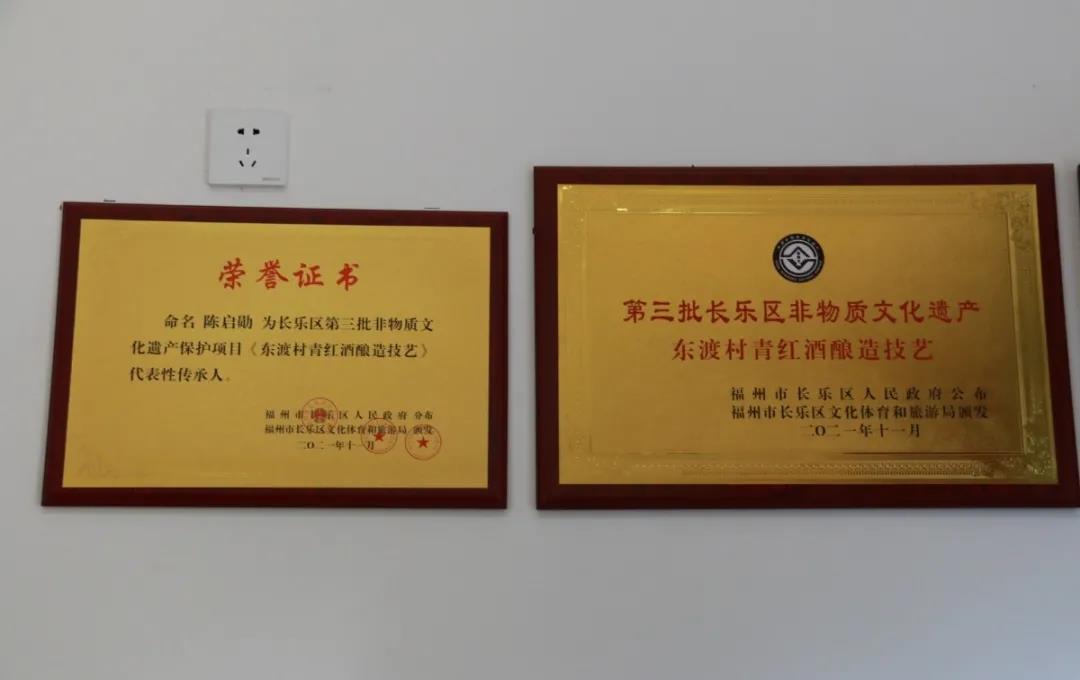 荣誉证书
命名 陈启勋 为长乐区第三批非物质文
化遗产保护项目《东渡村青红酒酿造技艺》
代表性传承人。
福州市长乐区人民政府 公布
福州市长乐区文化体育和旅游局 颁发
二〇二一年十一月
第三批长乐区非物质文化遗产
东渡村青红酒酿造技艺
福州市长乐区人民政府公布
福州市长乐区文化体育和旅游局颁发
二〇二一年十一月